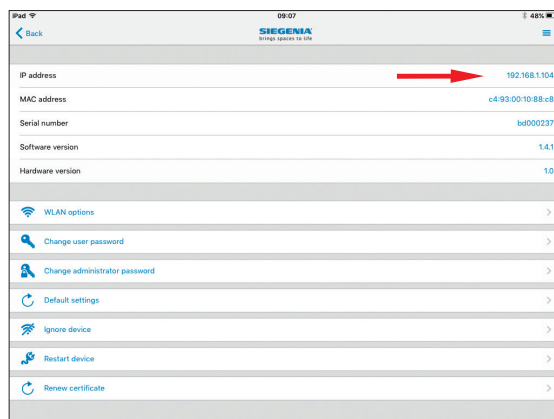 iPad 09:07 48%
Back SIEGENIA
brings spaces to life
IP address 192.168.1.104
MAC address c4:93:00:10:88:c8
Serial number bd000237
Software version 1.4.1
Hardware version 1.0
WLAN options
Change user password
Change administrator password
Default settings
Ignore device
Restart device
Renew certificate